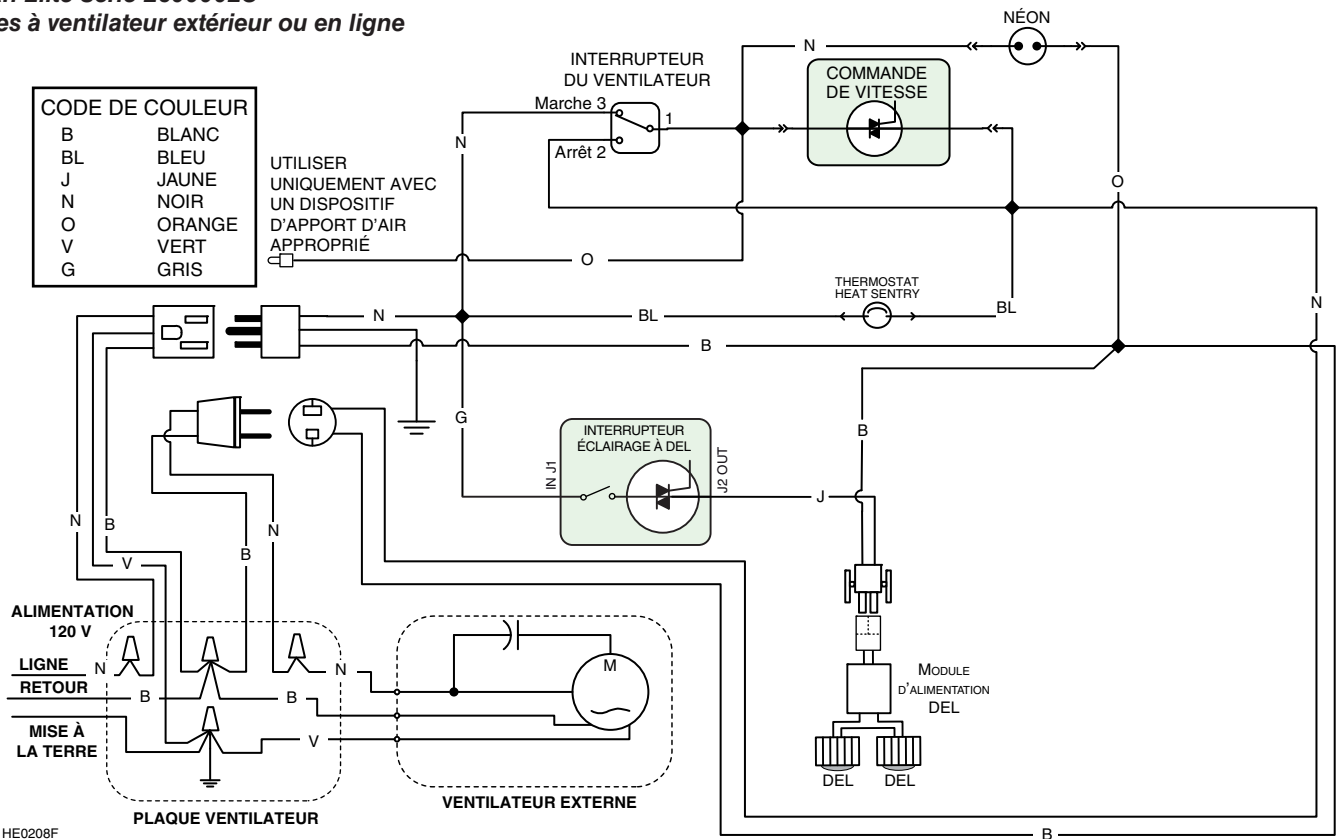 Elite série
es à ventilateur extérieur ou en ligne
CODE DE COULEUR
B BLANC
BL BLEU
J JAUNE
N NOIR
O ORANGE
V VERT
G GRIS
UTILISER
UNIQUEMENT AVEC
UN DISPOSITIF
D'APPORT D'AIR
APPROPRIÉ
INTERRUPTEUR
DU VENTILATEUR
Marche 3
1
Arrêt 2
N
NÉON
N
COMMANDE
DE VITESSE
O
O
THERMOSTAT
HEAT SENTRY
N
BL
BL
N
B
G
INTERRUPTEUR
ÉCLAIRAGE À DEL
IN J1
J2 OUT
J
B
N
B
V
B
N
ALIMENTATION
120 V
LIGNE
N
N
RETOUR
B
B
MISE À
LA TERRE
V
M
MODULE
D'ALIMENTATION
DEL
DEL
DEL
PLAQUE VENTILATEUR
VENTILATEUR EXTERNE
B
HE0208F